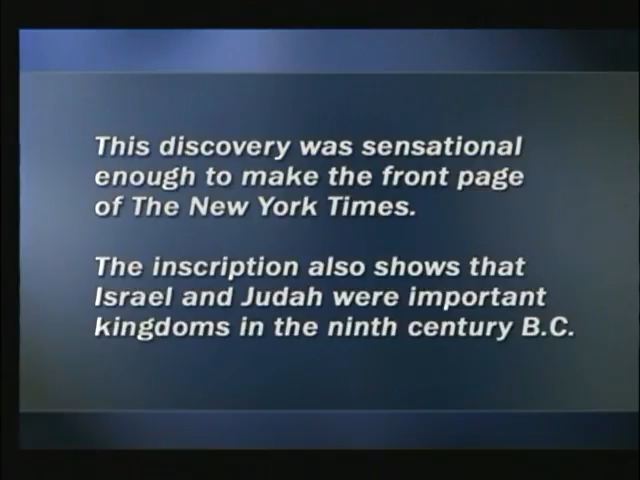 This discovery was sensational
enough to make the front page
of The New York Times.
The inscription also shows that
Israel and Judah were important
kingdoms in the ninth century B.C.